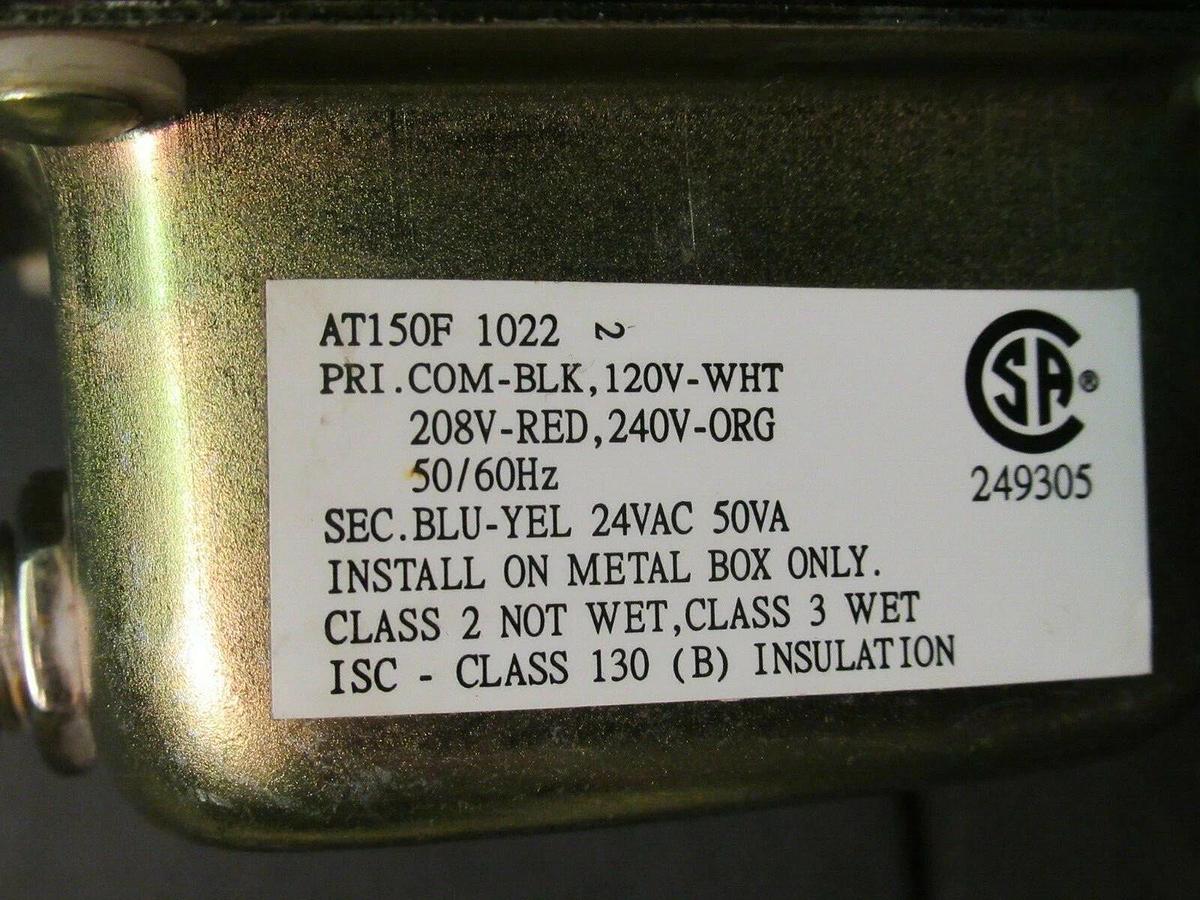 AT150F 1022 2
PRI.COM-BLK,120V-WHT
208V-RED,240V-ORG
50/60Hz
SEC.BLU-YEL 24VAC 50VA
INSTALL ON METAL BOX ONLY.
CLASS 2 NOT WET,CLASS 3 WET
ISC - CLASS 130 (B) INSULATION
CSA®
249305